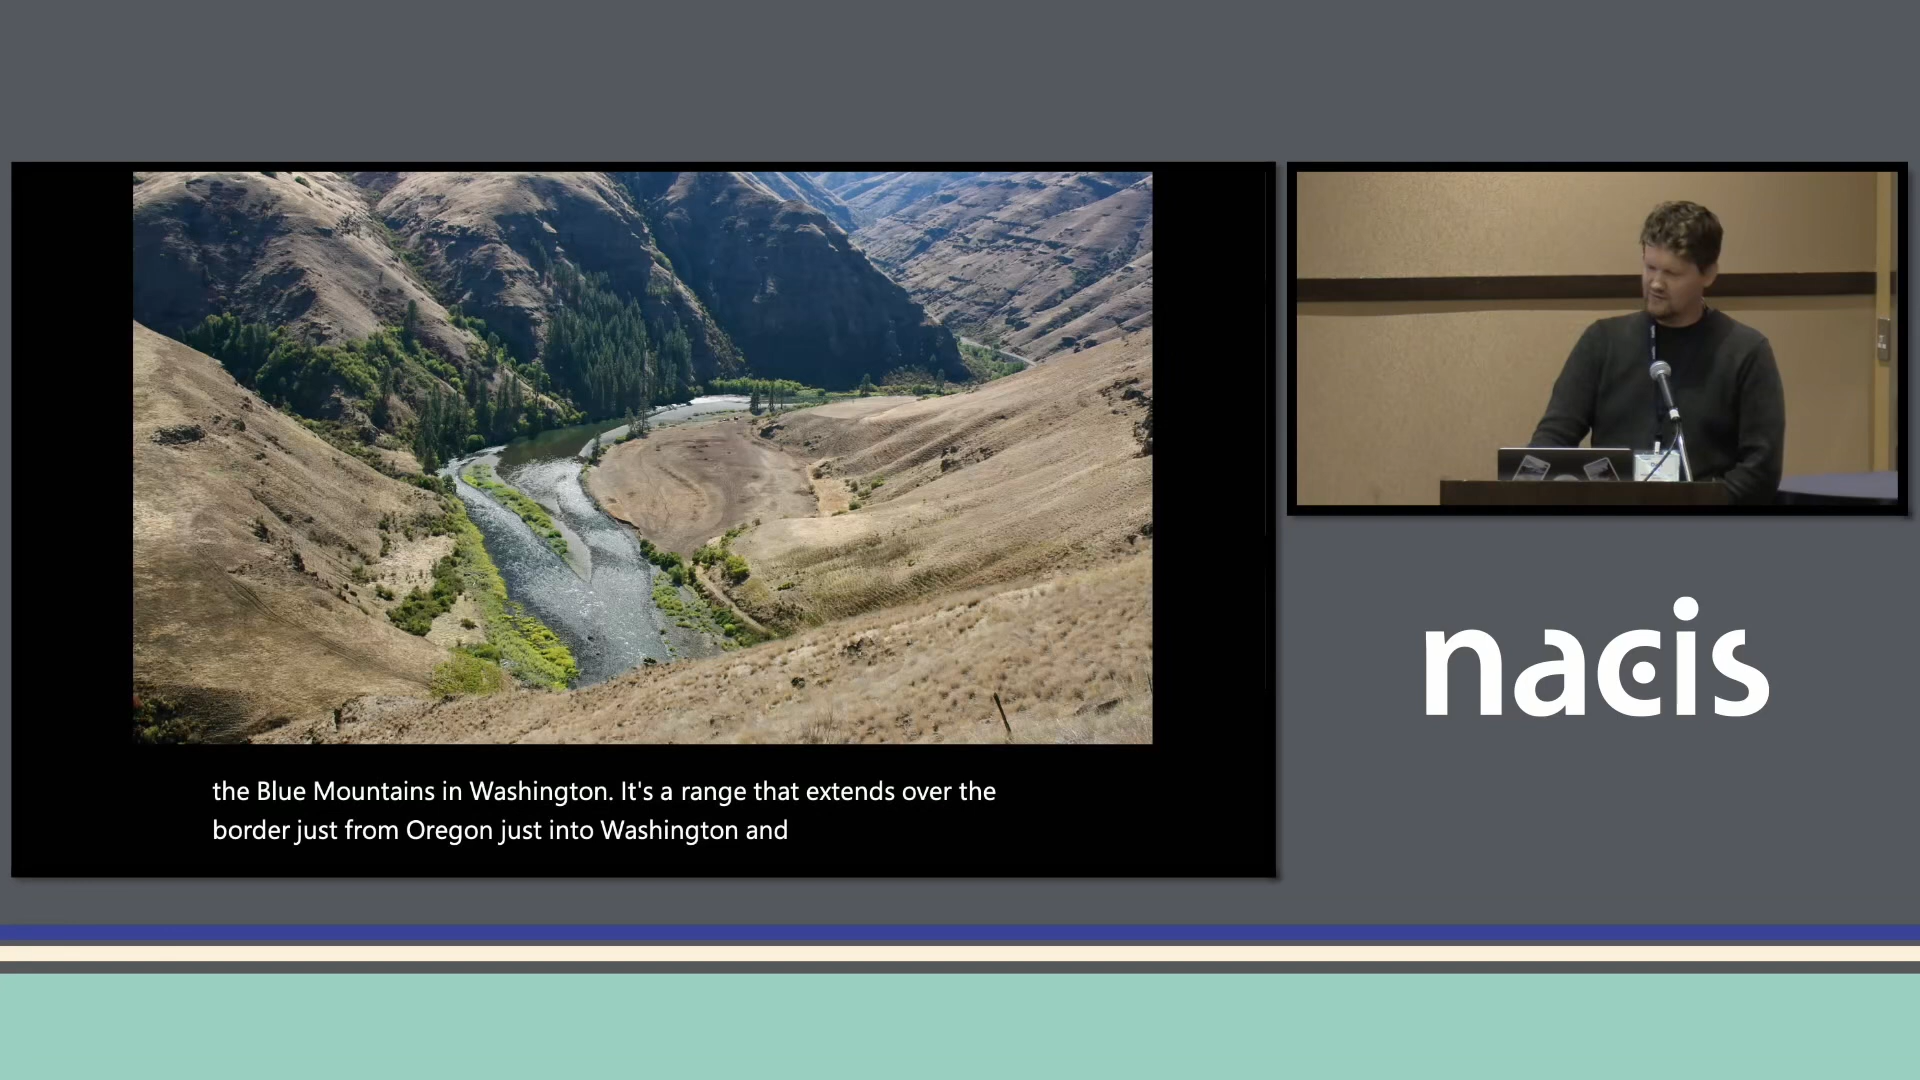 the Blue Mountains in Washington. It's a range that extends over the
border just from Oregon just into Washington and
nacis